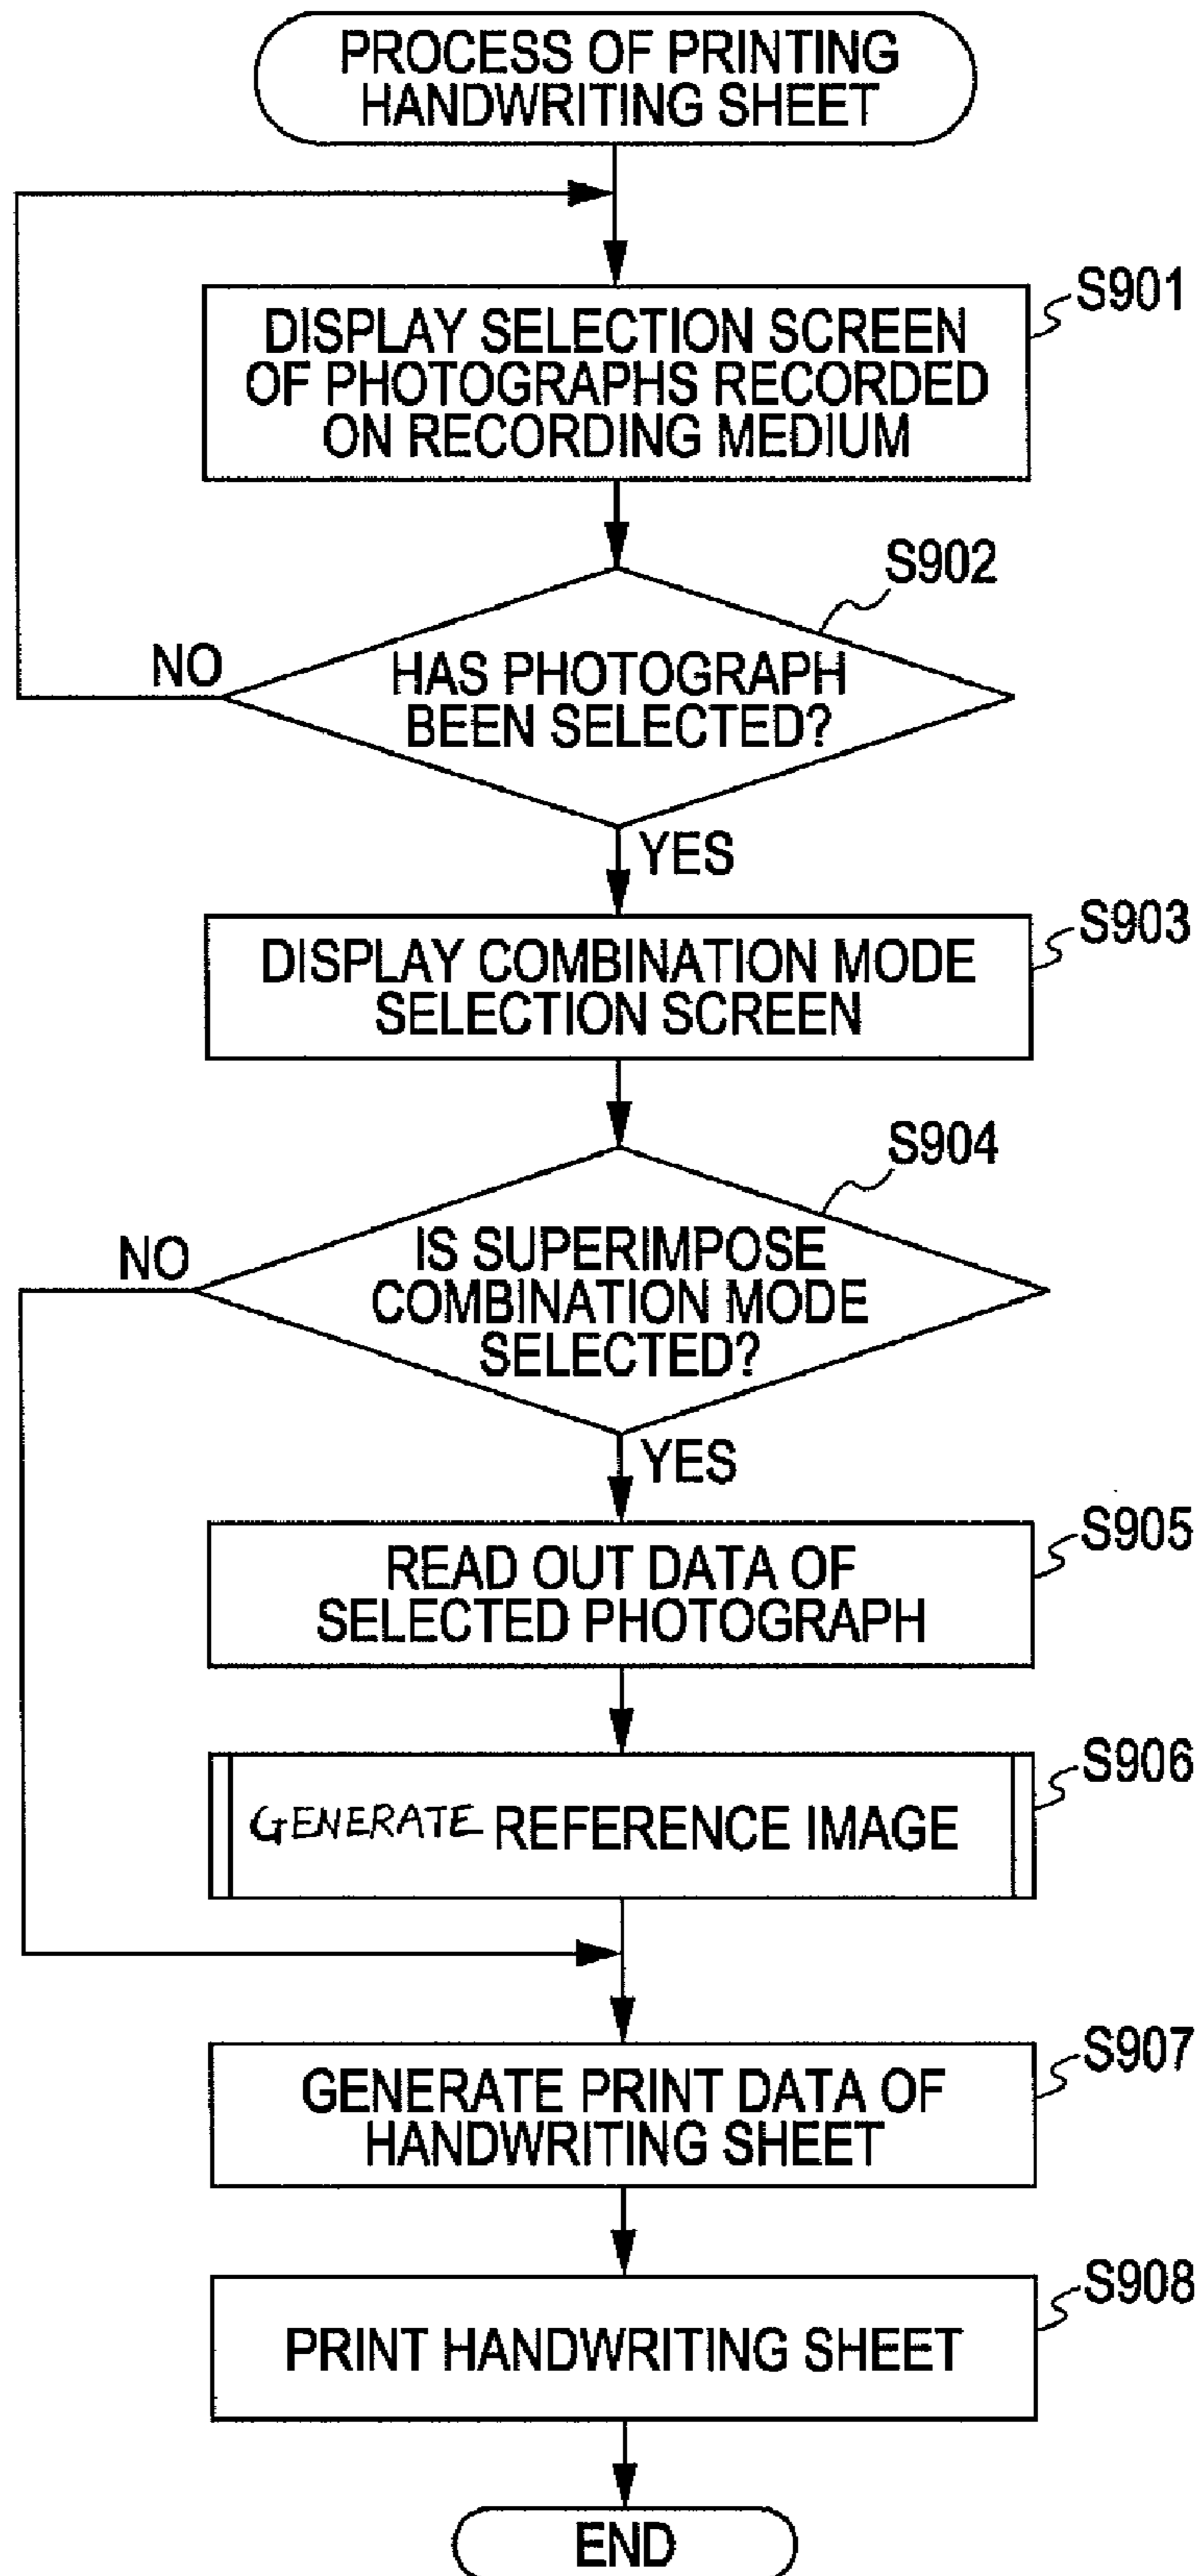 PROCESS OF PRINTING
HANDWRITING SHEET
S901
DISPLAY SELECTION SCREEN
OF PHOTOGRAPHS RECORDED
ON RECORDING MEDIUM
S902
NO
HAS PHOTOGRAPH
BEEN SELECTED?
YES
S903
DISPLAY COMBINATION MODE
SELECTION SCREEN
S904
NO
IS SUPERIMPOSE
COMBINATION MODE
SELECTED?
YES
S905
READ OUT DATA OF
SELECTED PHOTOGRAPH
S906
GENERATE REFERENCE IMAGE
S907
GENERATE PRINT DATA OF
HANDWRITING SHEET
S908
PRINT HANDWRITING SHEET
END